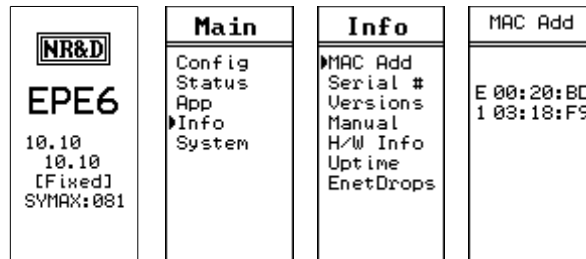 NR&D
EPE6
10.10
10.10
[Fixed]
SYMAX:081
Main
Config
Status
App
Info
System
Info
MAC Add
Serial #
Versions
Manual
H/W Info
Uptime
EnetDrops
MAC Add
E 00:20:BD
1 03:18:F9